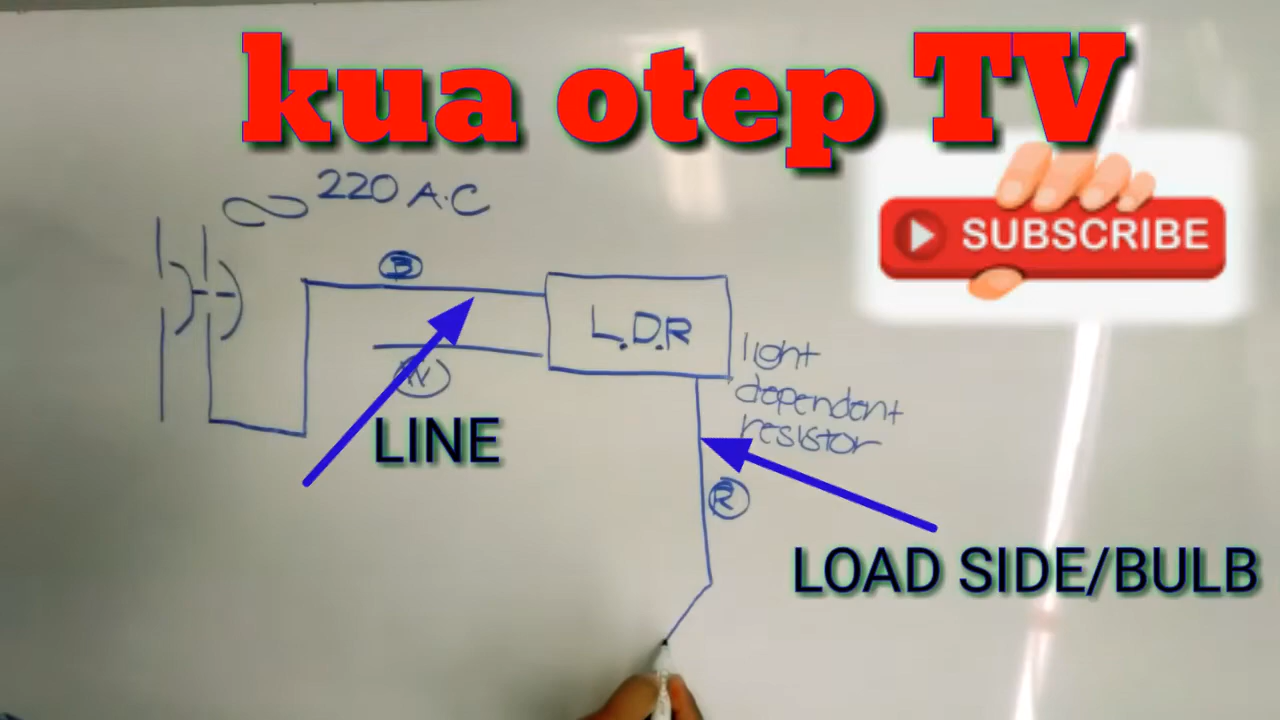 kua otep TV
220 A.C
SUBSCRIBE
B
L.D.R
light
dependent
resistor
W
LINE
R
LOAD SIDE/BULB